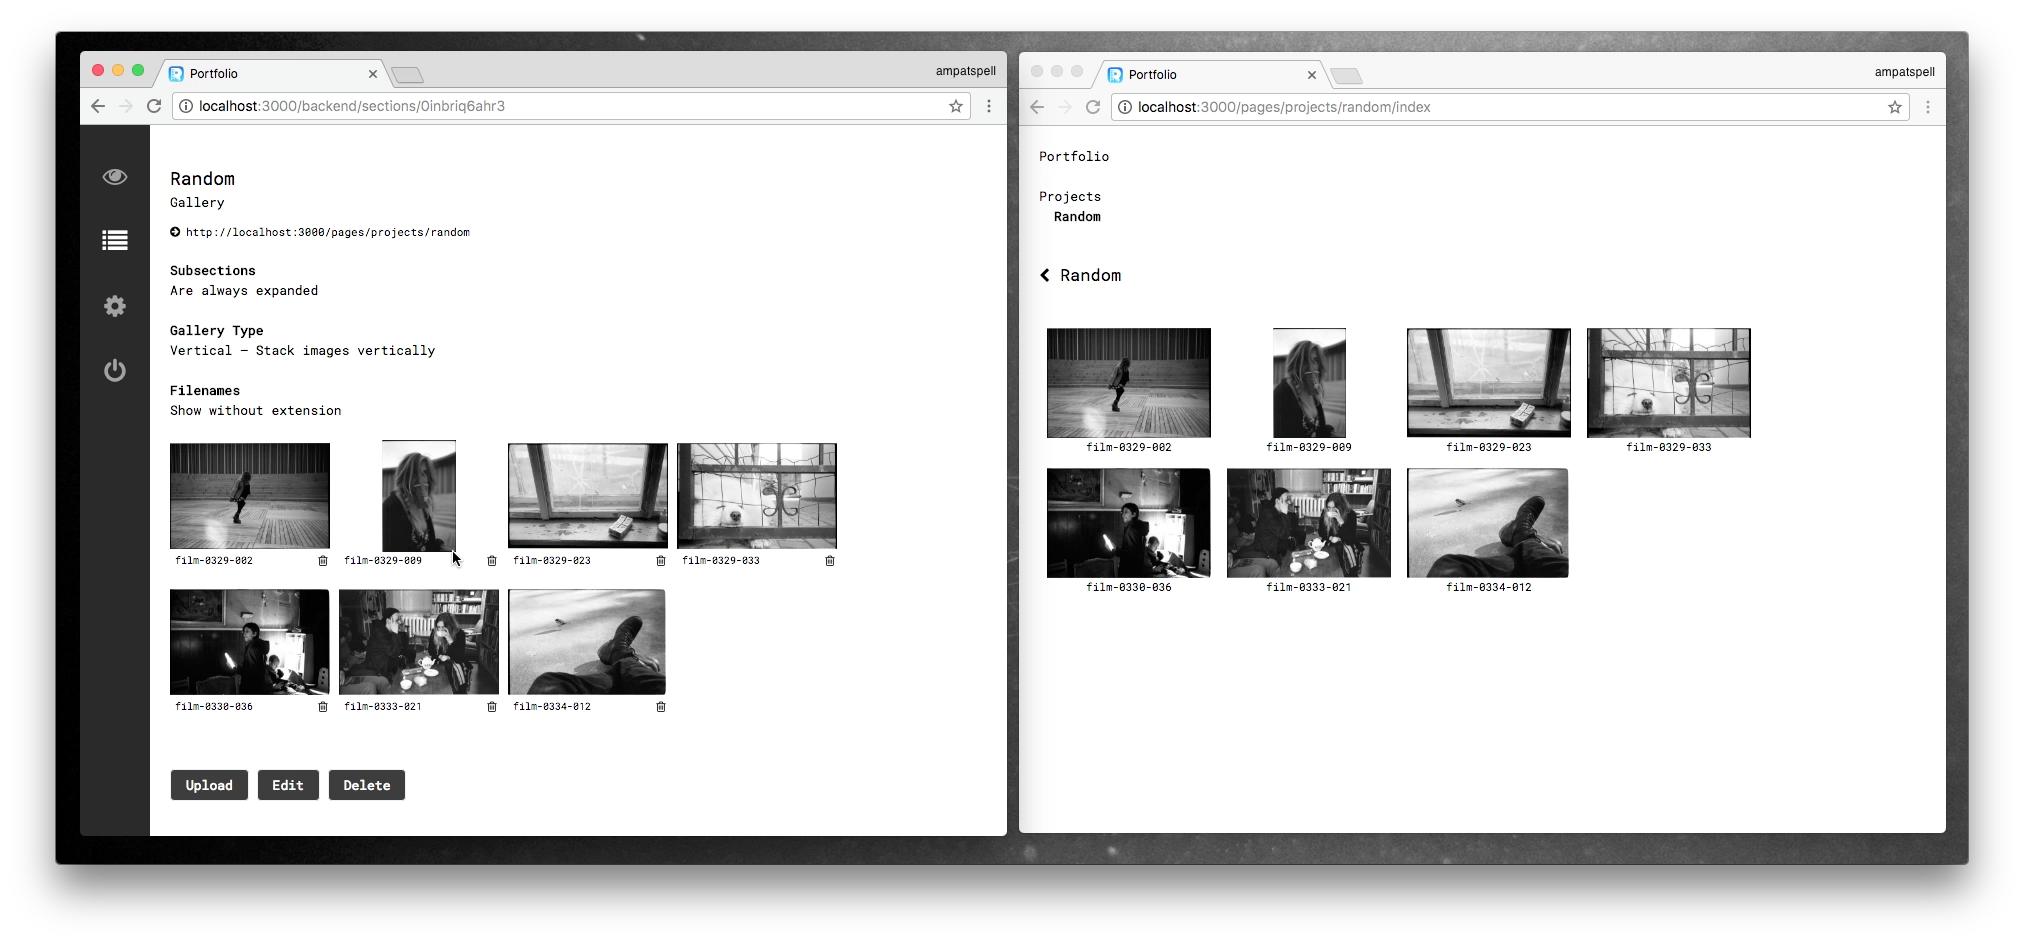 Portfolio
ampatspell
localhost:3000/backend/sections/0inbriq6ahr3
Random
Gallery
http://localhost:3000/pages/projects/random
Subsections
Are always expanded
Gallery Type
Vertical — Stack images vertically
Filenames
Show without extension
film-0329-002
film-0329-009
film-0329-023
film-0329-033
film-0330-036
film-0333-021
film-0334-012
Upload
Edit
Delete
Portfolio
ampatspell
localhost:3000/pages/projects/random/index
Portfolio
Projects
Random
Random
film-0329-002
film-0329-009
film-0329-023
film-0329-033
film-0330-036
film-0333-021
film-0334-012